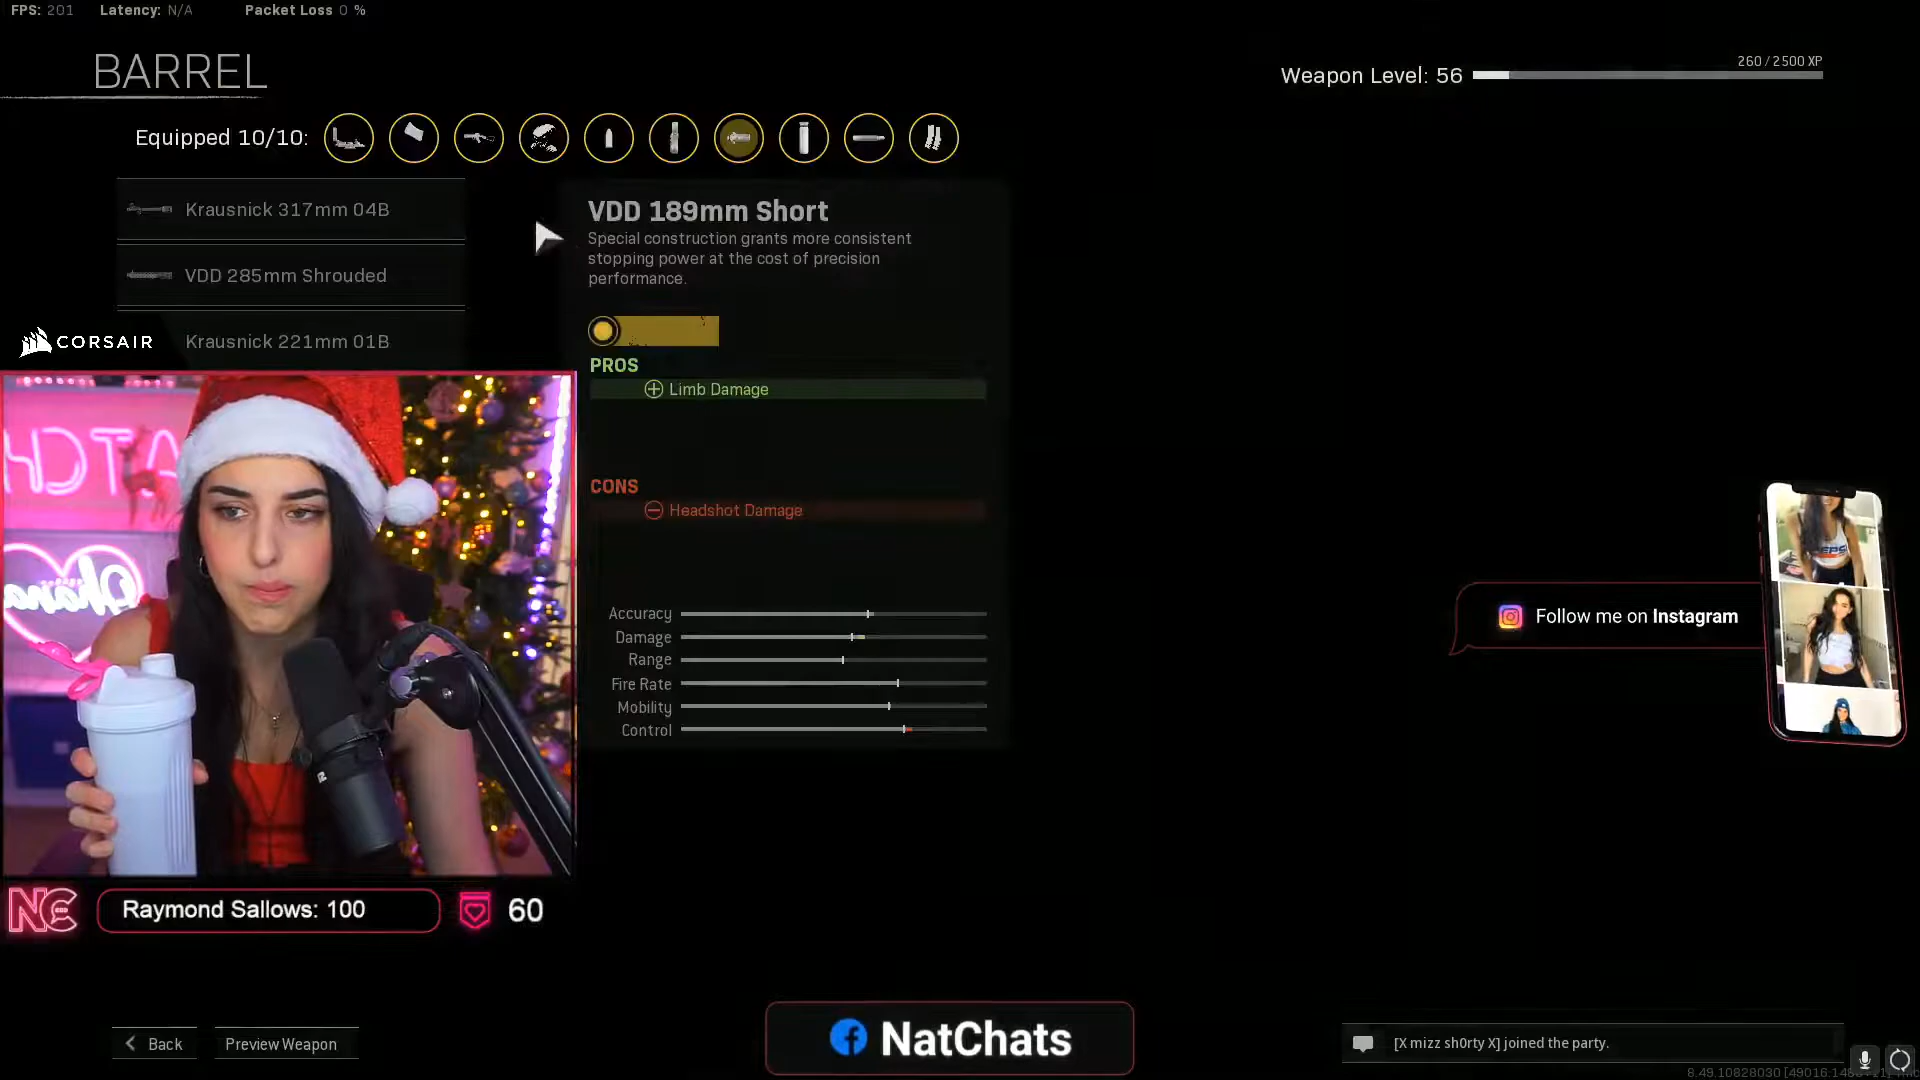 FPS: 201 Latency: N/A Packet Loss 0 %
BARREL
Weapon Level: 56
260 / 2500 XP
Equipped 10/10:
Krausnick 317mm 04B
VDD 285mm Shrouded
Krausnick 221mm 01B
VDD 189mm Short
Special construction grants more consistent
stopping power at the cost of precision
performance.
PROS
Limb Damage
CONS
Headshot Damage
Accuracy
Damage
Range
Fire Rate
Mobility
Control
CORSAIR
Ohana
NC
Raymond Sallows: 100
60
Follow me on Instagram
Back
Preview Weapon
NatChats
[X mizz sh0rty X] joined the party.